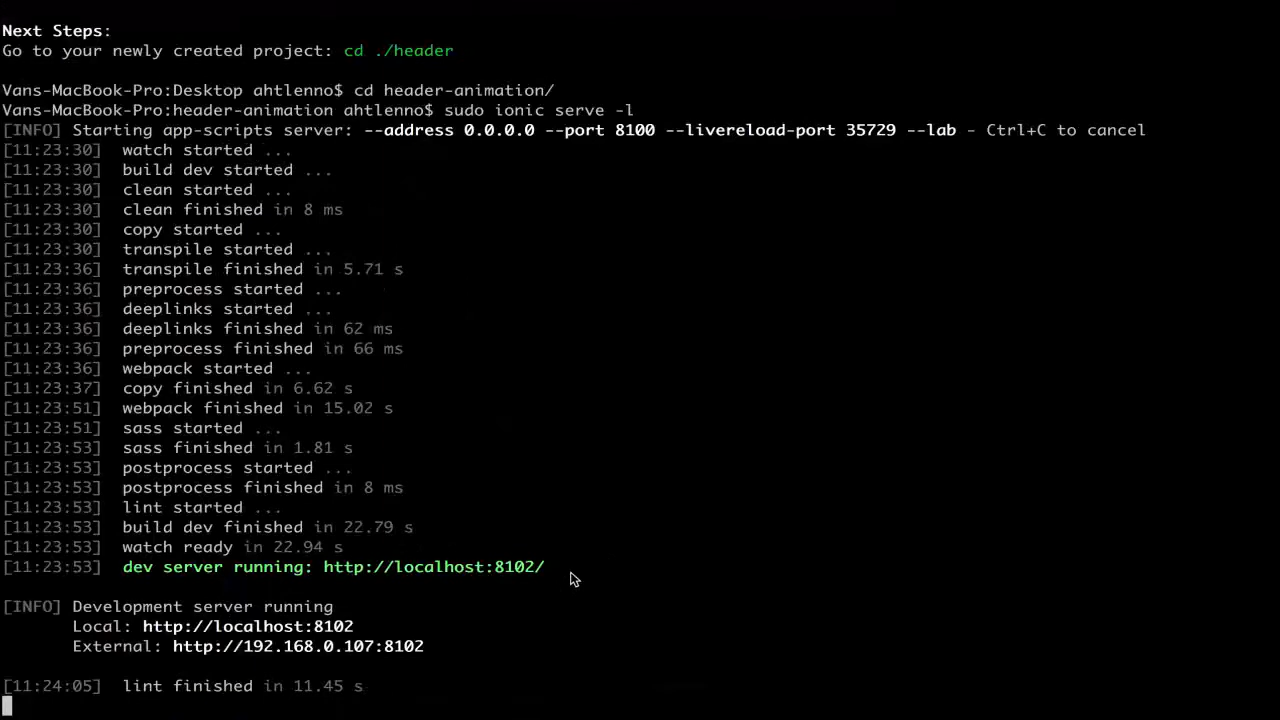 Next Steps:
Go to your newly created project: cd ./header
Vans-MacBook-Pro:Desktop ahtlenno$ cd header-animation/
Vans-MacBook-Pro:header-animation ahtlenno$ sudo ionic serve -l
[INFO] Starting app-scripts server: --address 0.0.0.0 --port 8100 --livereload-port 35729 --lab - Ctrl+C to cancel
[11:23:30]  watch started ...
[11:23:30]  build dev started ...
[11:23:30]  clean started ...
[11:23:30]  clean finished in 8 ms
[11:23:30]  copy started ...
[11:23:30]  transpile started ...
[11:23:36]  transpile finished in 5.71 s
[11:23:36]  preprocess started ...
[11:23:36]  deeplinks started ...
[11:23:36]  deeplinks finished in 62 ms
[11:23:36]  preprocess finished in 66 ms
[11:23:36]  webpack started ...
[11:23:37]  copy finished in 6.62 s
[11:23:51]  webpack finished in 15.02 s
[11:23:51]  sass started ...
[11:23:53]  sass finished in 1.81 s
[11:23:53]  postprocess started ...
[11:23:53]  postprocess finished in 8 ms
[11:23:53]  lint started ...
[11:23:53]  build dev finished in 22.79 s
[11:23:53]  watch ready in 22.94 s
[11:23:53]  dev server running: http://localhost:8102/
[INFO] Development server running
Local: http://localhost:8102
External: http://192.168.0.107:8102
[11:24:05]  lint finished in 11.45 s